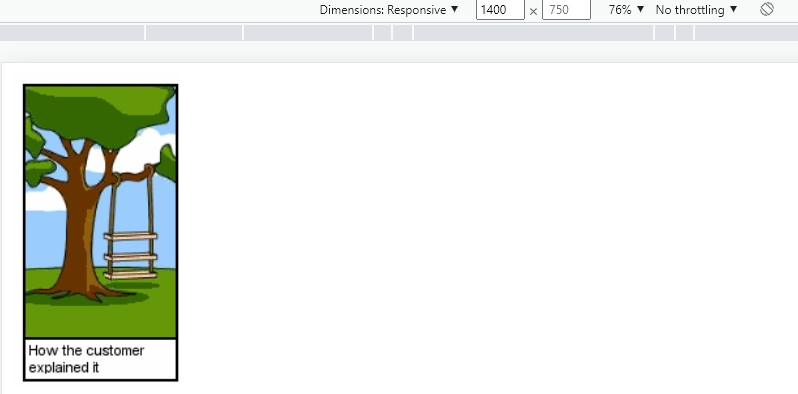 Dimensions: Responsive ▼ 1400 × 750 76% ▼ No throttling ▼
How the customer
explained it